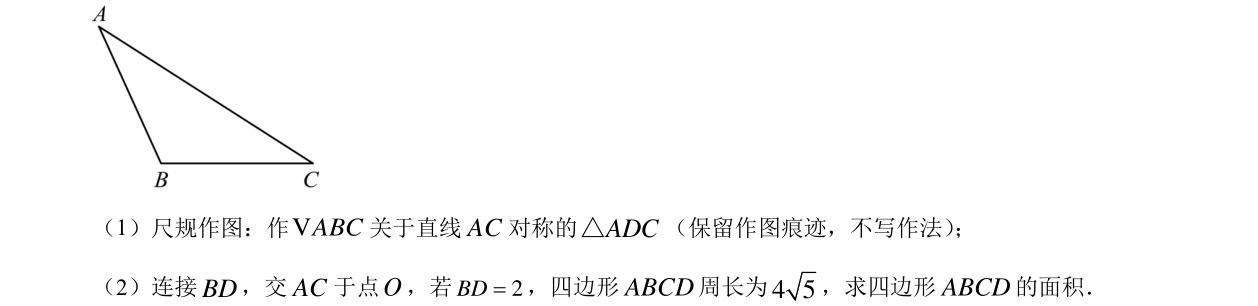 A
B
C
（1）尺规作图：作VABC关于直线AC对称的△ADC（保留作图痕迹，不写作法）;
（2）连接BD，交AC于点O，若BD=2，四边形ABCD周长为4√5，求四边形ABCD的面积．